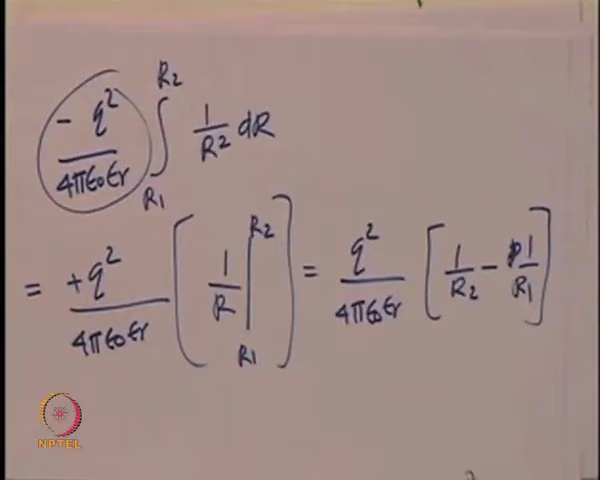 - q² / 4πε₀εr ∫_{R1}^{R2} 1/R² dR
= + q² / 4πε₀εr ( 1/R |_{R1}^{R2} ) = q² / 4πε₀εr [ 1/R2 - 1/R1 ]
NPTEL